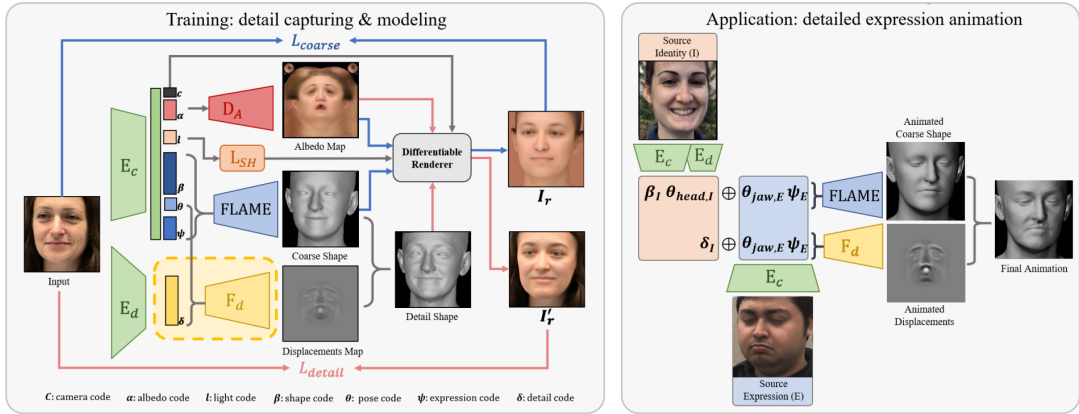 Training: detail capturing & modeling
L_coarse
c
α
D_A
Albedo Map
l
L_SH
Differentiable
Renderer
E_c
I_r
β
θ
ψ
FLAME
Coarse Shape
Input
E_d
δ
F_d
Detail Shape
I'_r
Displacements Map
L_detail
c: camera code α: albedo code l: light code β: shape code θ: pose code ψ: expression code δ: detail code
Application: detailed expression animation
Source
Identity (I)
E_c E_d
Animated
Coarse Shape
β_I θ_head,I ⊕ θ_jaw,E ψ_E
FLAME
δ_I ⊕ θ_jaw,E ψ_E
F_d
Final Animation
E_c
Animated
Displacements
Source
Expression (E)